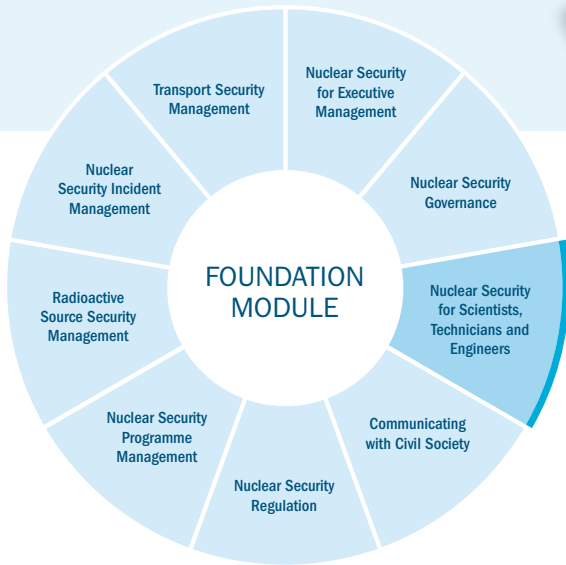 Transport Security
Management
Nuclear Security
for Executive
Management
Nuclear Security
Governance
Nuclear Security
for Scientists,
Technicians and
Engineers
Communicating
with Civil Society
Nuclear Security
Regulation
Nuclear Security
Programme
Management
Radioactive
Source Security
Management
Nuclear
Security Incident
Management
FOUNDATION
MODULE